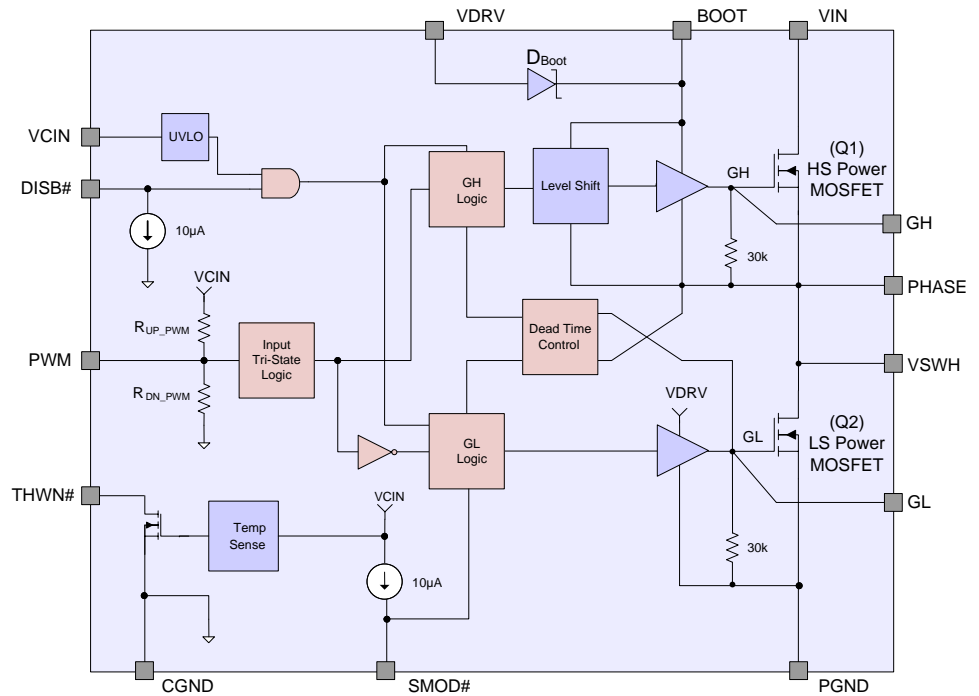 VDRV
BOOT
VIN
DBoot
VCIN
UVLO
DISB#
10µA
GH
Logic
Level Shift
GH
(Q1)
HS Power
MOSFET
GH
30k
PHASE
VCIN
RUP_PWM
PWM
Input
Tri-State
Logic
RDN_PWM
Dead Time
Control
VSWH
VDRV
GL
Logic
GL
(Q2)
LS Power
MOSFET
GL
THWN#
Temp
Sense
VCIN
10µA
30k
CGND
SMOD#
PGND